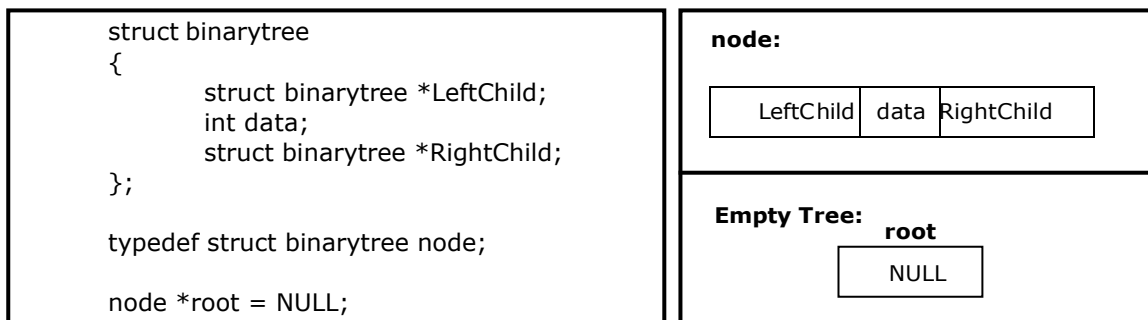 struct binarytree
{
struct binarytree *LeftChild;
int data;
struct binarytree *RightChild;
};
typedef struct binarytree node;
node *root = NULL;
node:
LeftChild data RightChild
Empty Tree:
root
NULL